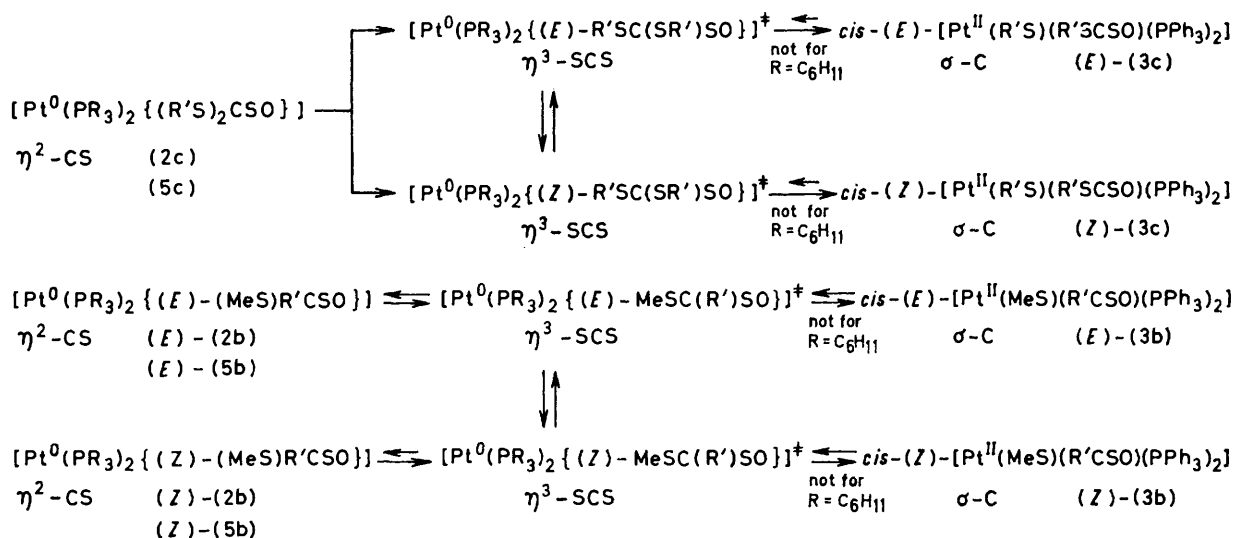 [Pt⁰(PR₃)₂{(E)-R'SC(SR')SO}]‡ not for R = C₆H₁₁ cis-(E)-[Ptᴵᴵ(R'S)(R'SCSO)(PPh₃)₂]
η³-SCS σ-C (E)-(3c)
[Pt⁰(PR₃)₂{(R'S)₂CSO}]
η²-CS (2c)
(5c)
[Pt⁰(PR₃)₂{(Z)-R'SC(SR')SO}]‡ not for R = C₆H₁₁ cis-(Z)-[Ptᴵᴵ(R'S)(R'SCSO)(PPh₃)₂]
η³-SCS σ-C (Z)-(3c)
[Pt⁰(PR₃)₂{(E)-(MeS)R'CSO}] [Pt⁰(PR₃)₂{(E)-MeSC(R')SO}]‡ not for R = C₆H₁₁ cis-(E)-[Ptᴵᴵ(MeS)(R'CSO)(PPh₃)₂]
η²-CS (E)-(2b) η³-SCS σ-C (E)-(3b)
(E)-(5b)
[Pt⁰(PR₃)₂{(Z)-(MeS)R'CSO}] [Pt⁰(PR₃)₂{(Z)-MeSC(R')SO}]‡ not for R = C₆H₁₁ cis-(Z)-[Ptᴵᴵ(MeS)(R'CSO)(PPh₃)₂]
η²-CS (Z)-(2b) η³-SCS σ-C (Z)-(3b)
(Z)-(5b)